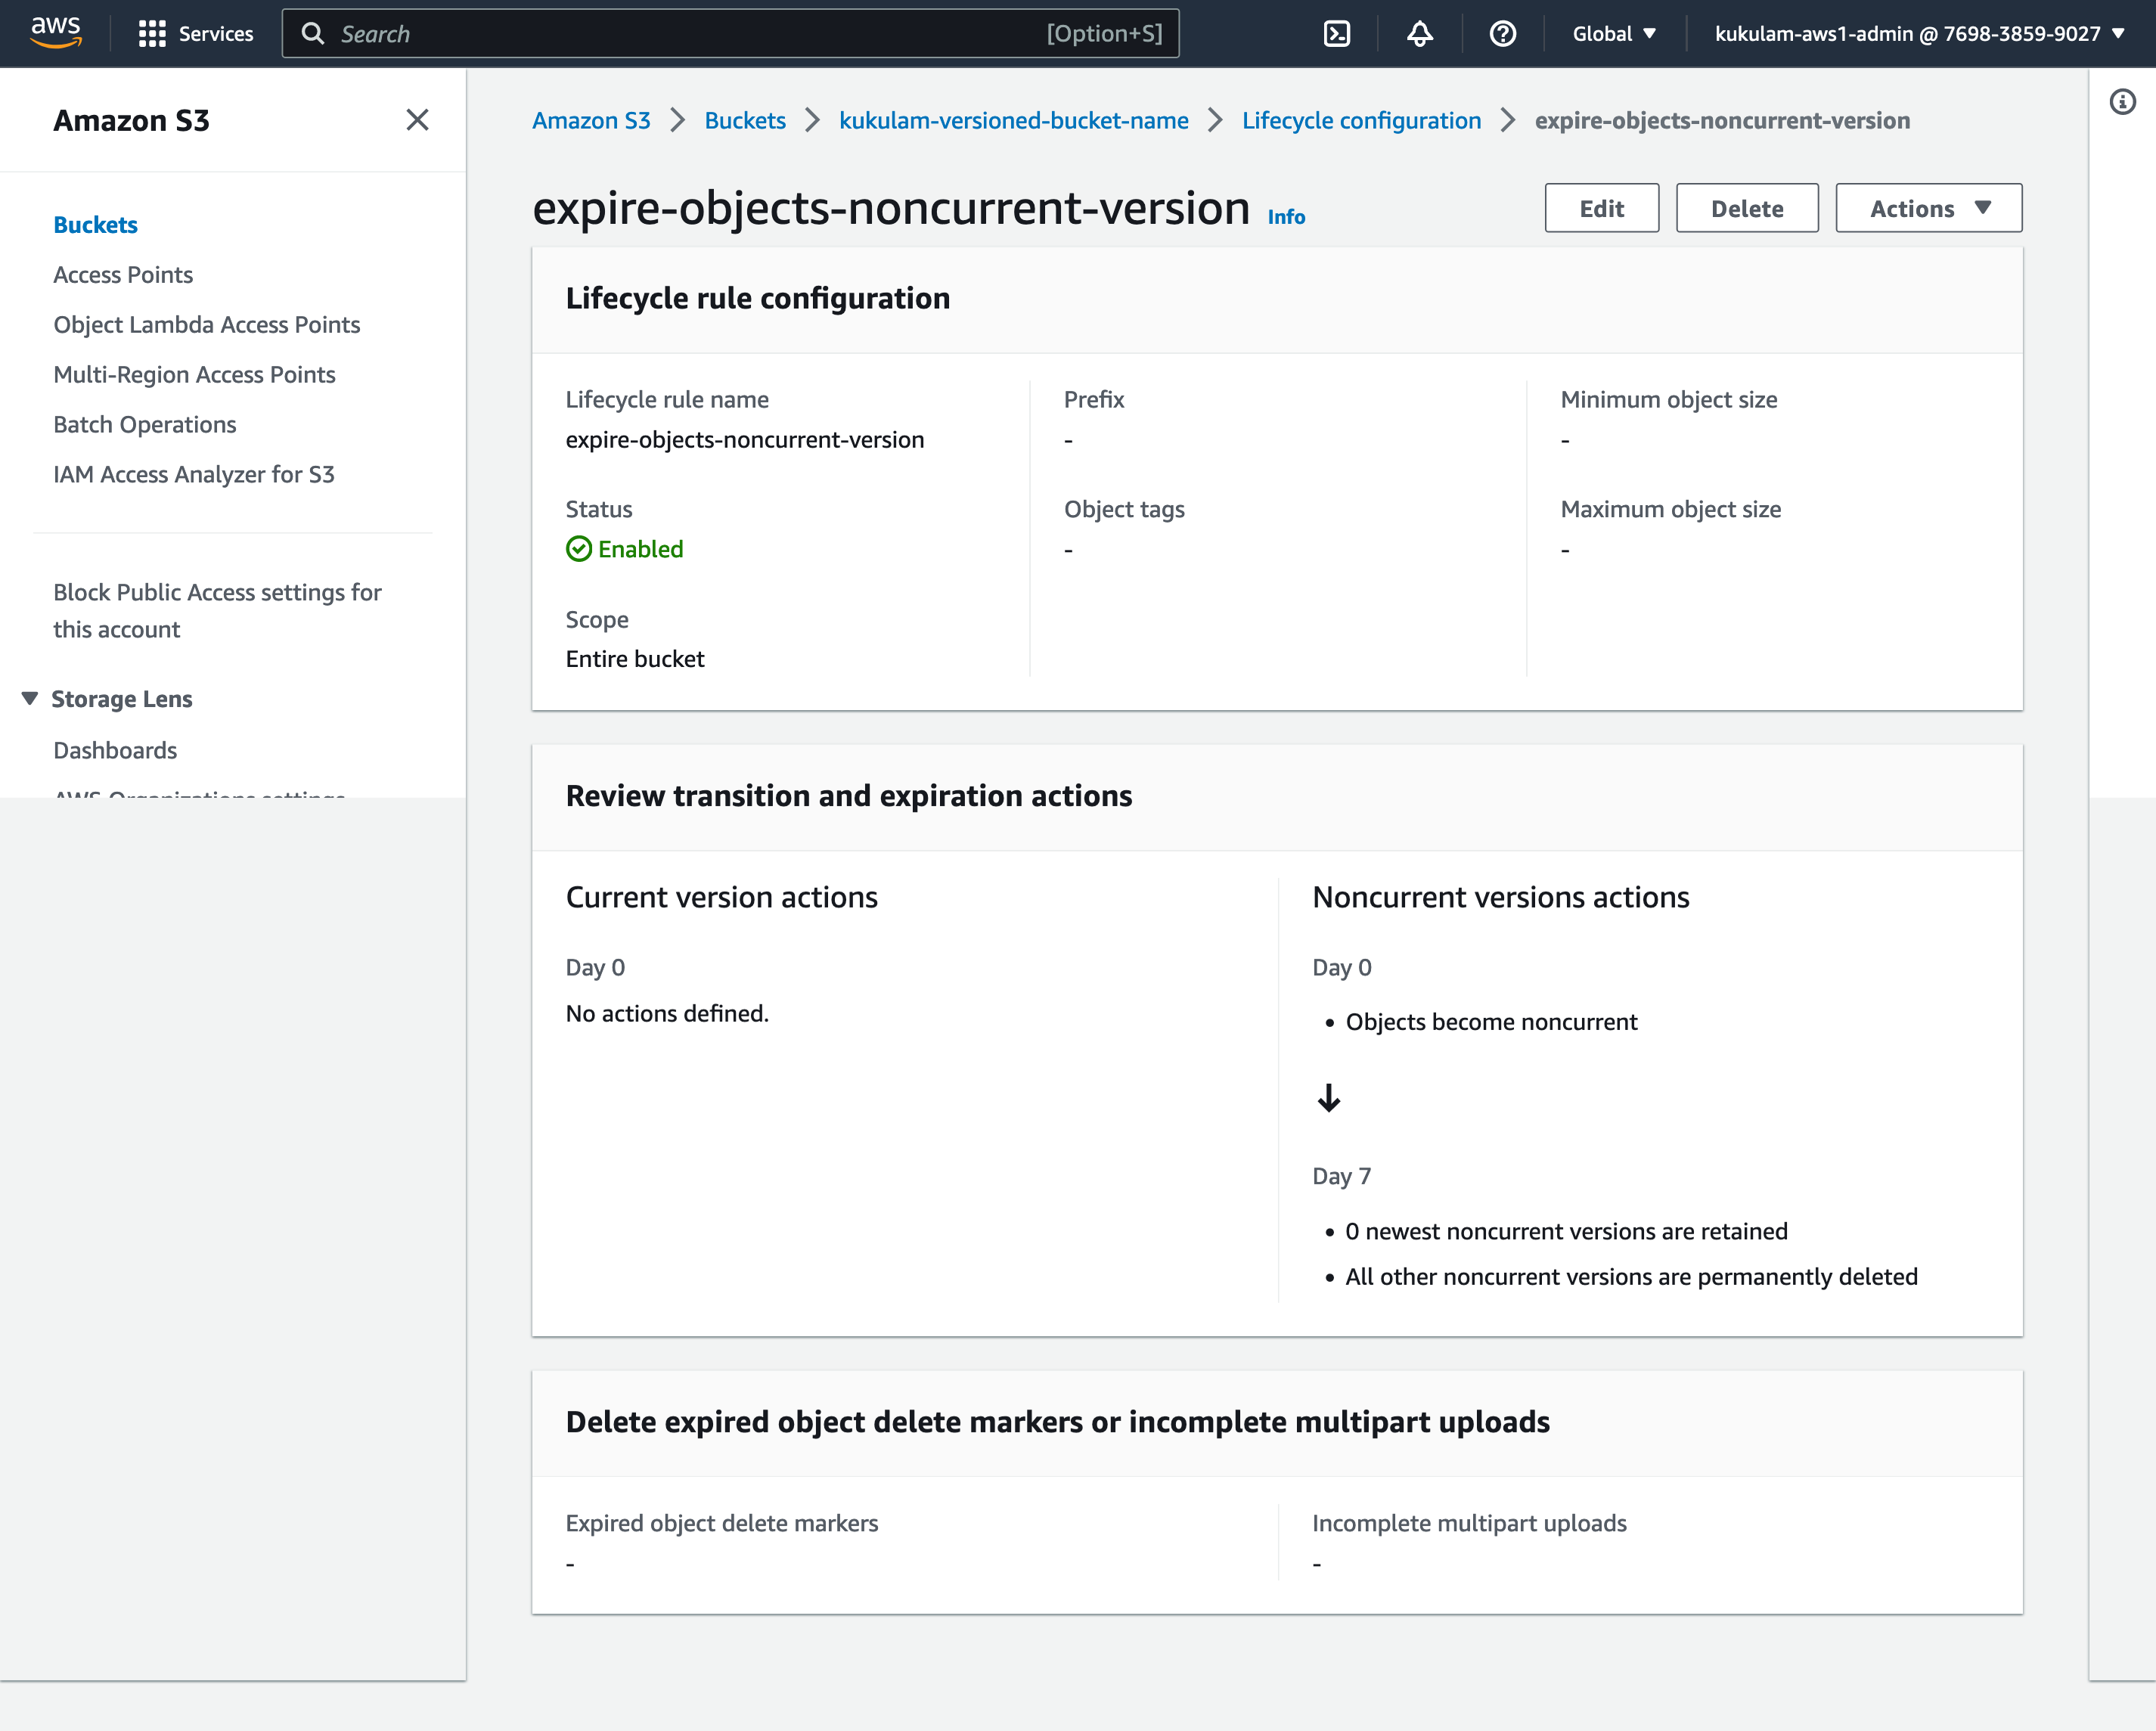 aws
Services
Search
[Option+S]
Global
kukulam-aws1-admin @ 7698-3859-9027
Amazon S3
Buckets
Access Points
Object Lambda Access Points
Multi-Region Access Points
Batch Operations
IAM Access Analyzer for S3
Block Public Access settings for
this account
Storage Lens
Dashboards
AWS Organizations settings
Amazon S3 > Buckets > kukulam-versioned-bucket-name > Lifecycle configuration > expire-objects-noncurrent-version
expire-objects-noncurrent-version Info
Edit
Delete
Actions
Lifecycle rule configuration
Lifecycle rule name
expire-objects-noncurrent-version
Status
Enabled
Scope
Entire bucket
Prefix
-
Object tags
-
Minimum object size
-
Maximum object size
-
Review transition and expiration actions
Current version actions
Day 0
No actions defined.
Noncurrent versions actions
Day 0
• Objects become noncurrent
↓
Day 7
• 0 newest noncurrent versions are retained
• All other noncurrent versions are permanently deleted
Delete expired object delete markers or incomplete multipart uploads
Expired object delete markers
-
Incomplete multipart uploads
-